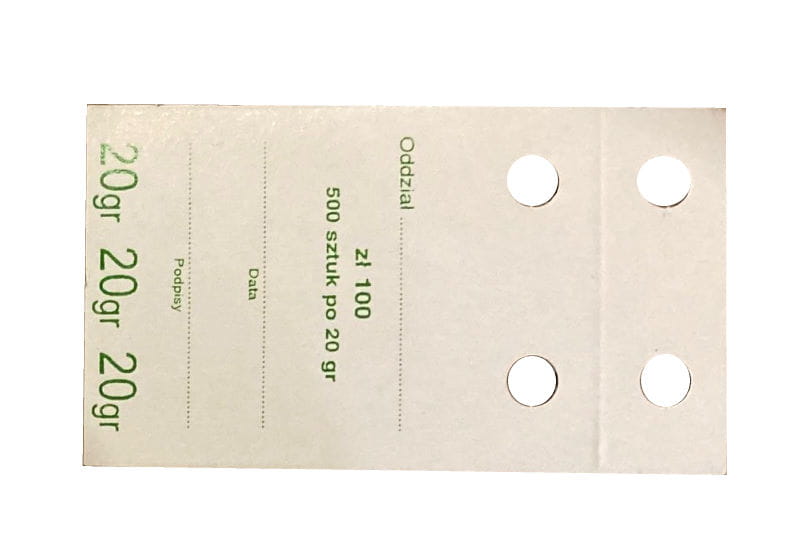 Oddział
zł 100
500 sztuk po 20 gr
Data
Podpisy
20gr 20gr 20gr